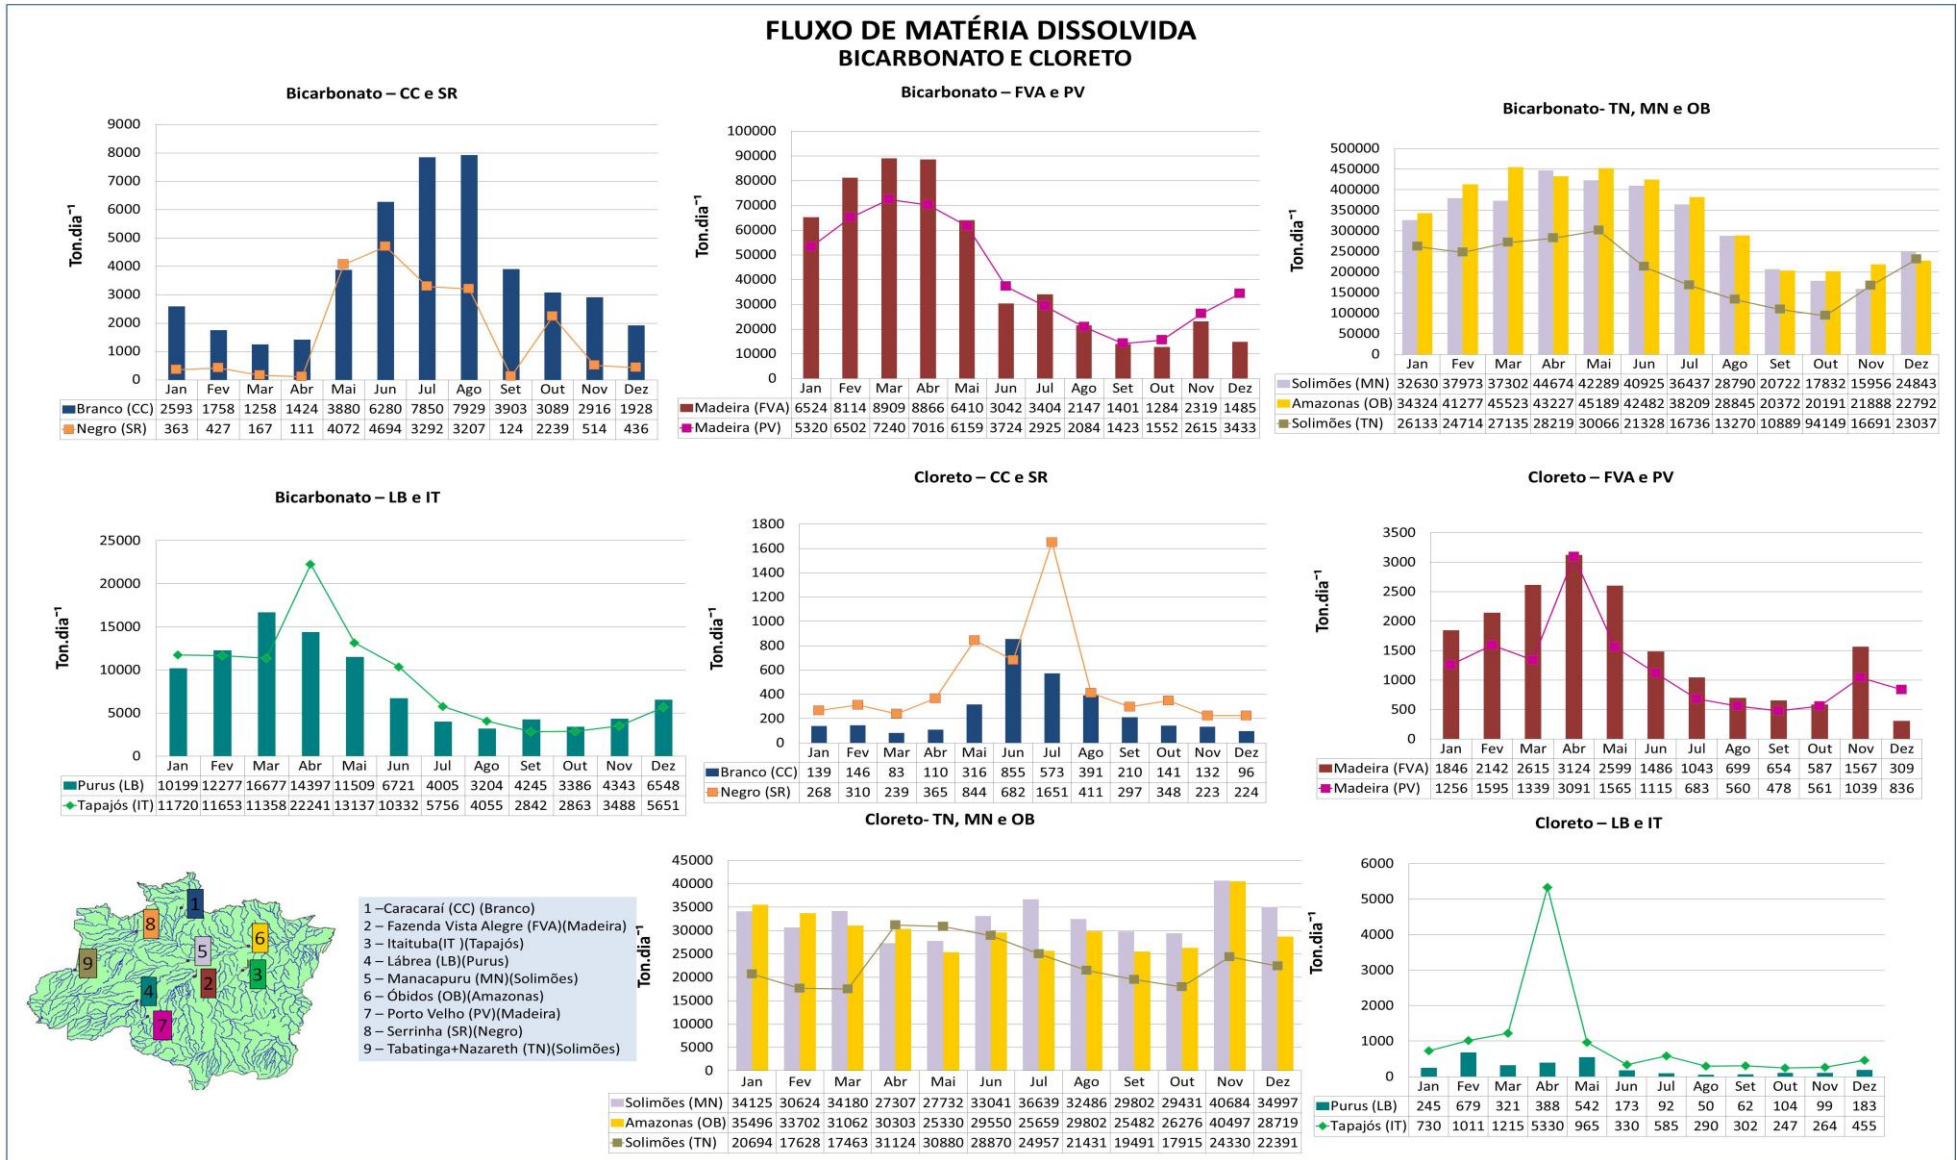 FLUXO DE MATÉRIA DISSOLVIDA
BICARBONATO E CLORETO
Bicarbonato – CC e SR
Ton.dia⁻¹
9000
8000
7000
6000
5000
4000
3000
2000
1000
0
Jan Fev Mar Abr Mai Jun Jul Ago Set Out Nov Dez
Branco (CC) 2593 1758 1258 1424 3880 6280 7850 7929 3903 3089 2916 1928
Negro (SR) 363 427 167 111 4072 4694 3292 3207 124 2239 514 436
Bicarbonato – FVA e PV
Ton.dia⁻¹
100000
90000
80000
70000
60000
50000
40000
30000
20000
10000
0
Jan Fev Mar Abr Mai Jun Jul Ago Set Out Nov Dez
Madeira (FVA) 6524 8114 8909 8866 6410 3042 3404 2147 1401 1284 2319 1485
Madeira (PV) 5320 6502 7240 7016 6159 3724 2925 2084 1423 1552 2615 3433
Bicarbonato- TN, MN e OB
Ton.dia⁻¹
500000
450000
400000
350000
300000
250000
200000
150000
100000
50000
0
Jan Fev Mar Abr Mai Jun Jul Ago Set Out Nov Dez
Solimões (MN) 32630 37973 37302 44674 42289 40925 36437 28790 20722 17832 15956 24843
Amazonas (OB) 34324 41277 45523 43227 45189 42482 38209 28845 20372 20191 21888 22792
Solimões (TN) 26133 24714 27135 28219 30066 21328 16736 13270 10889 94149 16691 23037
Bicarbonato – LB e IT
Ton.dia⁻¹
25000
20000
15000
10000
5000
0
Jan Fev Mar Abr Mai Jun Jul Ago Set Out Nov Dez
Purus (LB) 10199 12277 16677 14397 11509 6721 4005 3204 4245 3386 4343 6548
Tapajós (IT) 11720 11653 11358 22241 13137 10332 5756 4055 2842 2863 3488 5651
Cloreto – CC e SR
Ton.dia⁻¹
1800
1600
1400
1200
1000
800
600
400
200
0
Jan Fev Mar Abr Mai Jun Jul Ago Set Out Nov Dez
Branco (CC) 139 146 83 110 316 855 573 391 210 141 132 96
Negro (SR) 268 310 239 365 844 682 1651 411 297 348 223 224
Cloreto – FVA e PV
Ton.dia⁻¹
3500
3000
2500
2000
1500
1000
500
0
Jan Fev Mar Abr Mai Jun Jul Ago Set Out Nov Dez
Madeira (FVA) 1846 2142 2615 3124 2599 1486 1043 699 654 587 1567 309
Madeira (PV) 1256 1595 1339 3091 1565 1115 683 560 478 561 1039 836
1
2
3
4
5
6
7
8
9
1 –Caracaraí (CC) (Branco)
2 – Fazenda Vista Alegre (FVA)(Madeira)
3 – Itaituba(IT )(Tapajós)
4 – Lábrea (LB)(Purus)
5 – Manacapuru (MN)(Solimões)
6 – Óbidos (OB)(Amazonas)
7 – Porto Velho (PV)(Madeira)
8 – Serrinha (SR)(Negro)
9 – Tabatinga+Nazareth (TN)(Solimões)
Cloreto- TN, MN e OB
Ton.dia⁻¹
45000
40000
35000
30000
25000
20000
15000
10000
5000
0
Jan Fev Mar Abr Mai Jun Jul Ago Set Out Nov Dez
Solimões (MN) 34125 30624 34180 27307 27732 33041 36639 32486 29802 29431 40684 34997
Amazonas (OB) 35496 33702 31062 30303 25330 29550 25659 29802 25482 26276 40497 28719
Solimões (TN) 20694 17628 17463 31124 30880 28870 24957 21431 19491 17915 24330 22391
Cloreto – LB e IT
Ton.dia⁻¹
6000
5000
4000
3000
2000
1000
0
Jan Fev Mar Abr Mai Jun Jul Ago Set Out Nov Dez
Purus (LB) 245 679 321 388 542 173 92 50 62 104 99 183
Tapajós (IT) 730 1011 1215 5330 965 330 585 290 302 247 264 455